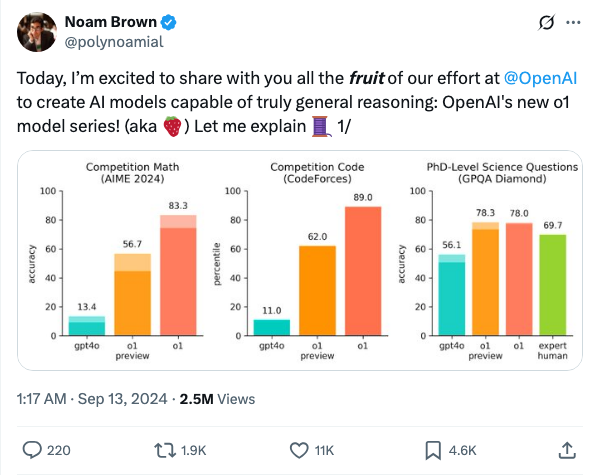 Noam Brown
@polynoamial
Today, I'm excited to share with you all the fruit of our effort at @OpenAI
to create AI models capable of truly general reasoning: OpenAI's new o1
model series! (aka 🍓) Let me explain 🧵 1/
Competition Math
(AIME 2024)
accuracy
100
80
60
40
20
0
13.4
56.7
83.3
gpt4o
o1
preview
o1
Competition Code
(CodeForces)
percentile
100
80
60
40
20
0
11.0
62.0
89.0
gpt4o
o1
preview
o1
PhD-Level Science Questions
(GPQA Diamond)
accuracy
100
80
60
40
20
0
56.1
78.3
78.0
69.7
gpt4o
o1
preview
o1
expert
human
1:17 AM · Sep 13, 2024 · 2.5M Views
220
1.9K
11K
4.6K